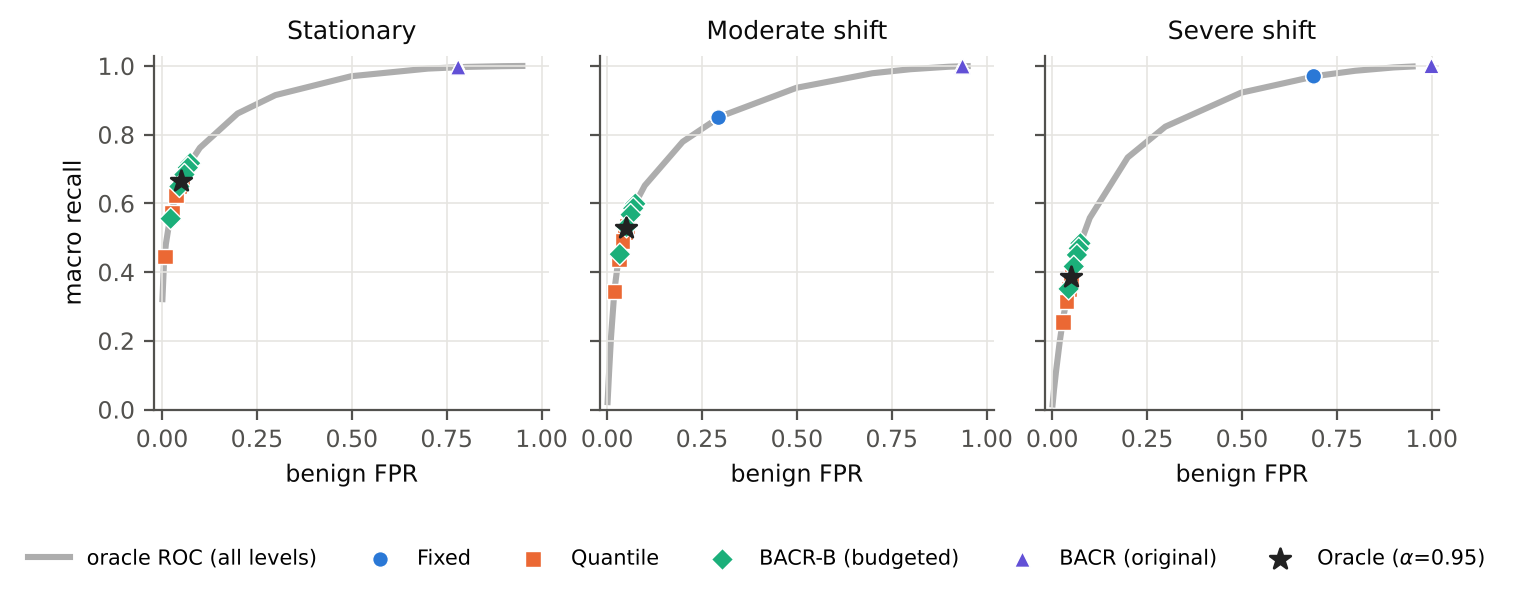 Stationary
Moderate shift
Severe shift
macro recall
1.0
0.8
0.6
0.4
0.2
0.0
0.00 0.25 0.50 0.75 1.00
0.00 0.25 0.50 0.75 1.00
0.00 0.25 0.50 0.75 1.00
benign FPR
benign FPR
benign FPR
oracle ROC (all levels)
Fixed
Quantile
BACR-B (budgeted)
BACR (original)
Oracle (α=0.95)